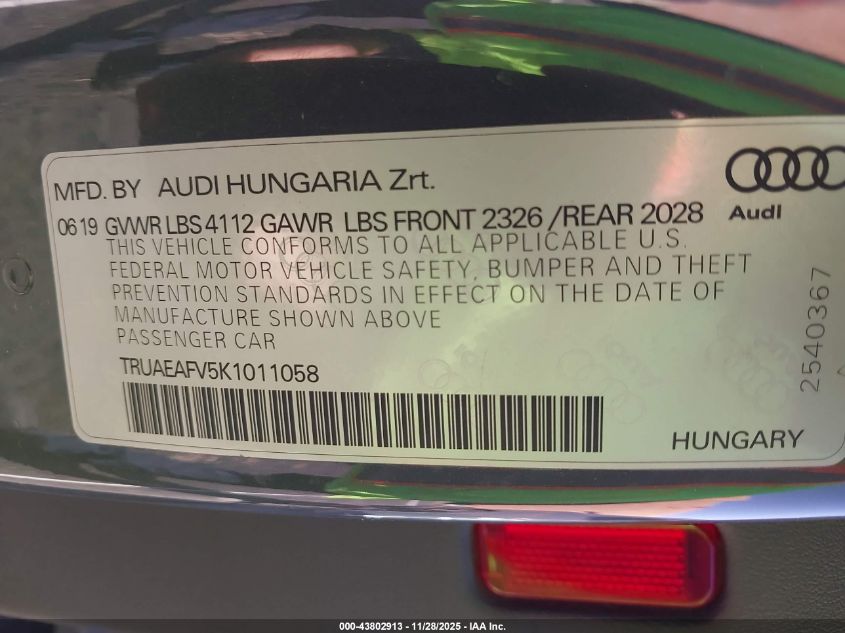 MFD. BY AUDI HUNGARIA Zrt.
Audi
06 19 GVWR LBS 4112 GAWR LBS FRONT 2326 /REAR 2028
THIS VEHICLE CONFORMS TO ALL APPLICABLE U.S.
FEDERAL MOTOR VEHICLE SAFETY, BUMPER AND THEFT
PREVENTION STANDARDS IN EFFECT ON THE DATE OF
MANUFACTURE SHOWN ABOVE
PASSENGER CAR
TRUAEAFV5K1011058
2540367
HUNGARY
000-43802913 - 11/28/2025 - IAA Inc.